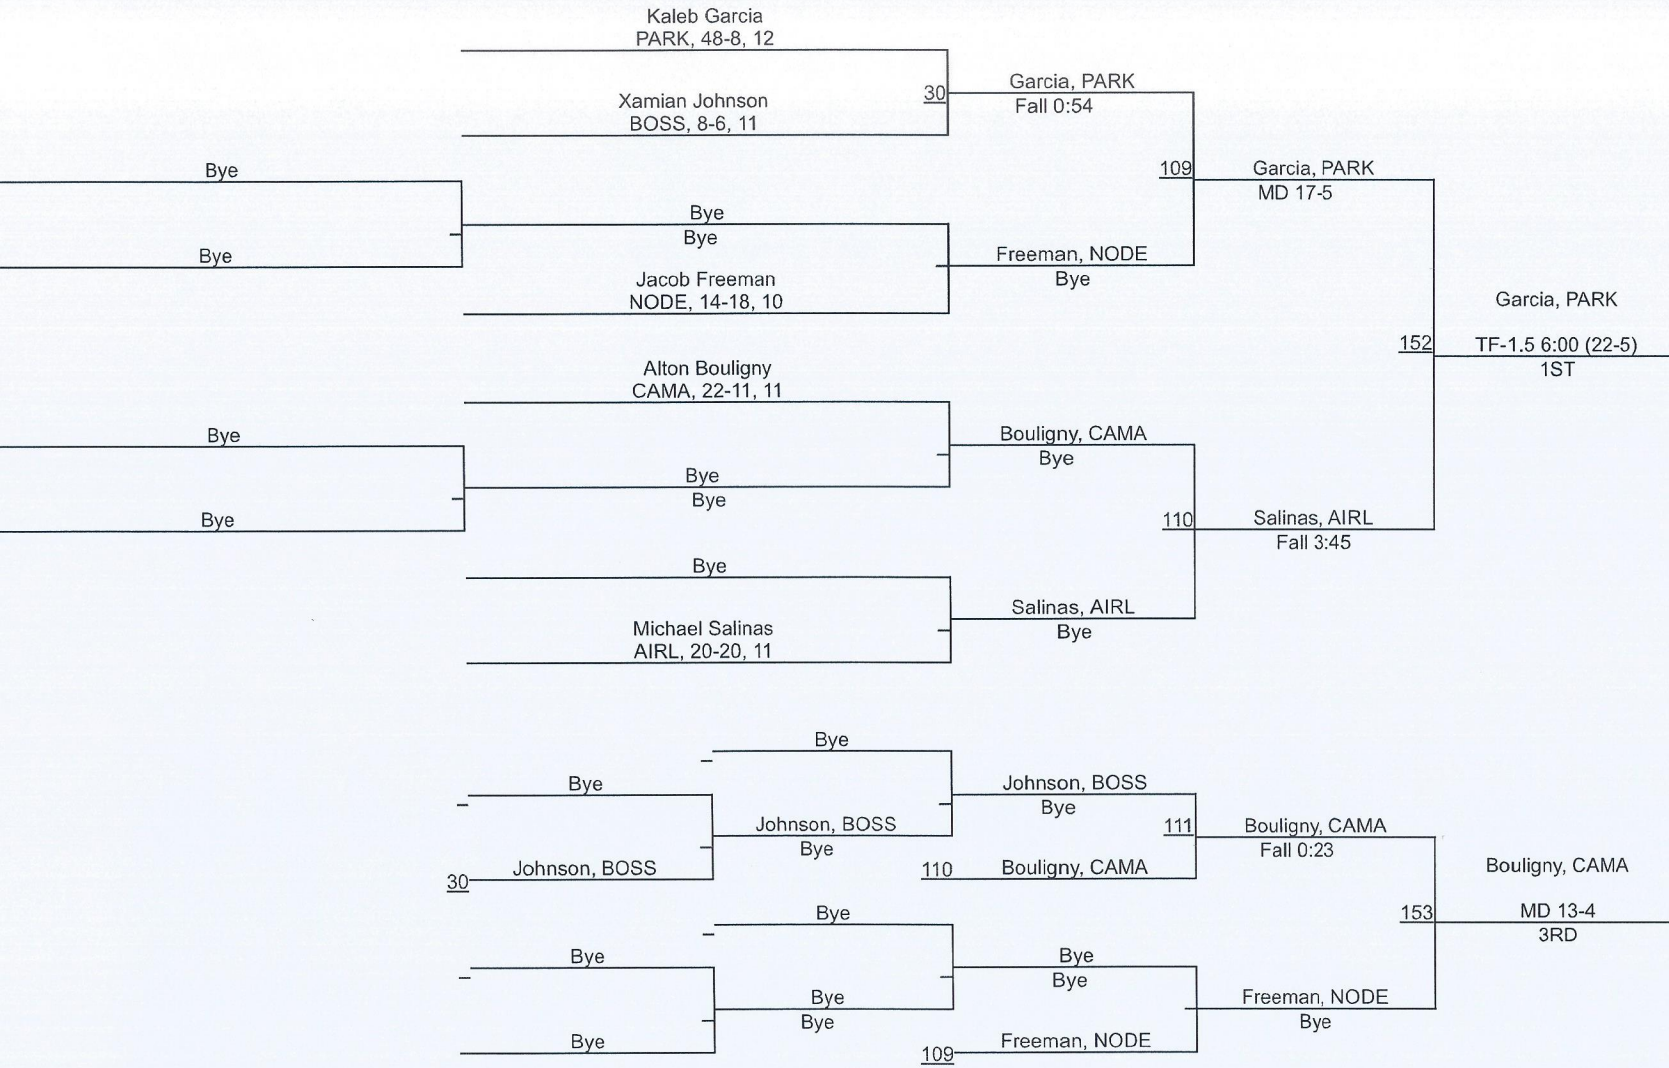 Kaleb Garcia
PARK, 48-8, 12
30
Garcia, PARK
Fall 0:54
Xamian Johnson
BOSS, 8-6, 11
Bye
109
Garcia, PARK
MD 17-5
Bye
Bye
Bye
Freeman, NODE
Bye
Jacob Freeman
NODE, 14-18, 10
Garcia, PARK
152
TF-1.5 6:00 (22-5)
1ST
Alton Bouligny
CAMA, 22-11, 11
Bye
Bouligny, CAMA
Bye
Bye
Bye
Bye
110
Salinas, AIRL
Fall 3:45
Bye
Salinas, AIRL
Bye
Michael Salinas
AIRL, 20-20, 11
Bye
Bye
Johnson, BOSS
Bye
Johnson, BOSS
Bye
111
Bouligny, CAMA
Fall 0:23
30
Johnson, BOSS
110
Bouligny, CAMA
Bouligny, CAMA
153
MD 13-4
3RD
Bye
Bye
Bye
Bye
Bye
Bye
Freeman, NODE
Bye
Bye
109
Freeman, NODE